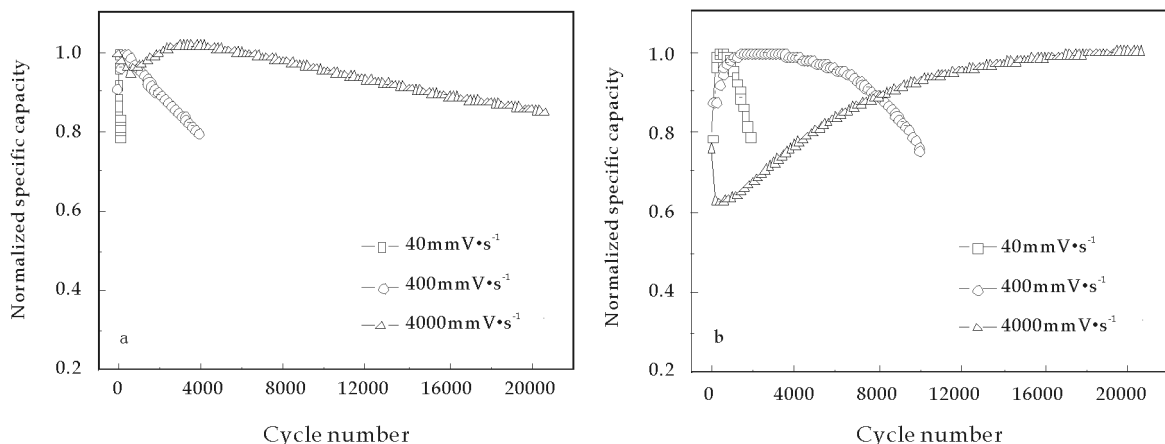 Normalized specific capacity
1.0
0.8
0.6
0.4
0.2
40mmV•s⁻¹
400mmV•s⁻¹
4000mmV•s⁻¹
a
0 4000 8000 12000 16000 20000
Cycle number
Normalized specific capacity
1.0
0.8
0.6
0.4
0.2
40mmV•s⁻¹
400mmV•s⁻¹
4000mmV•s⁻¹
b
0 4000 8000 12000 16000 20000
Cycle number